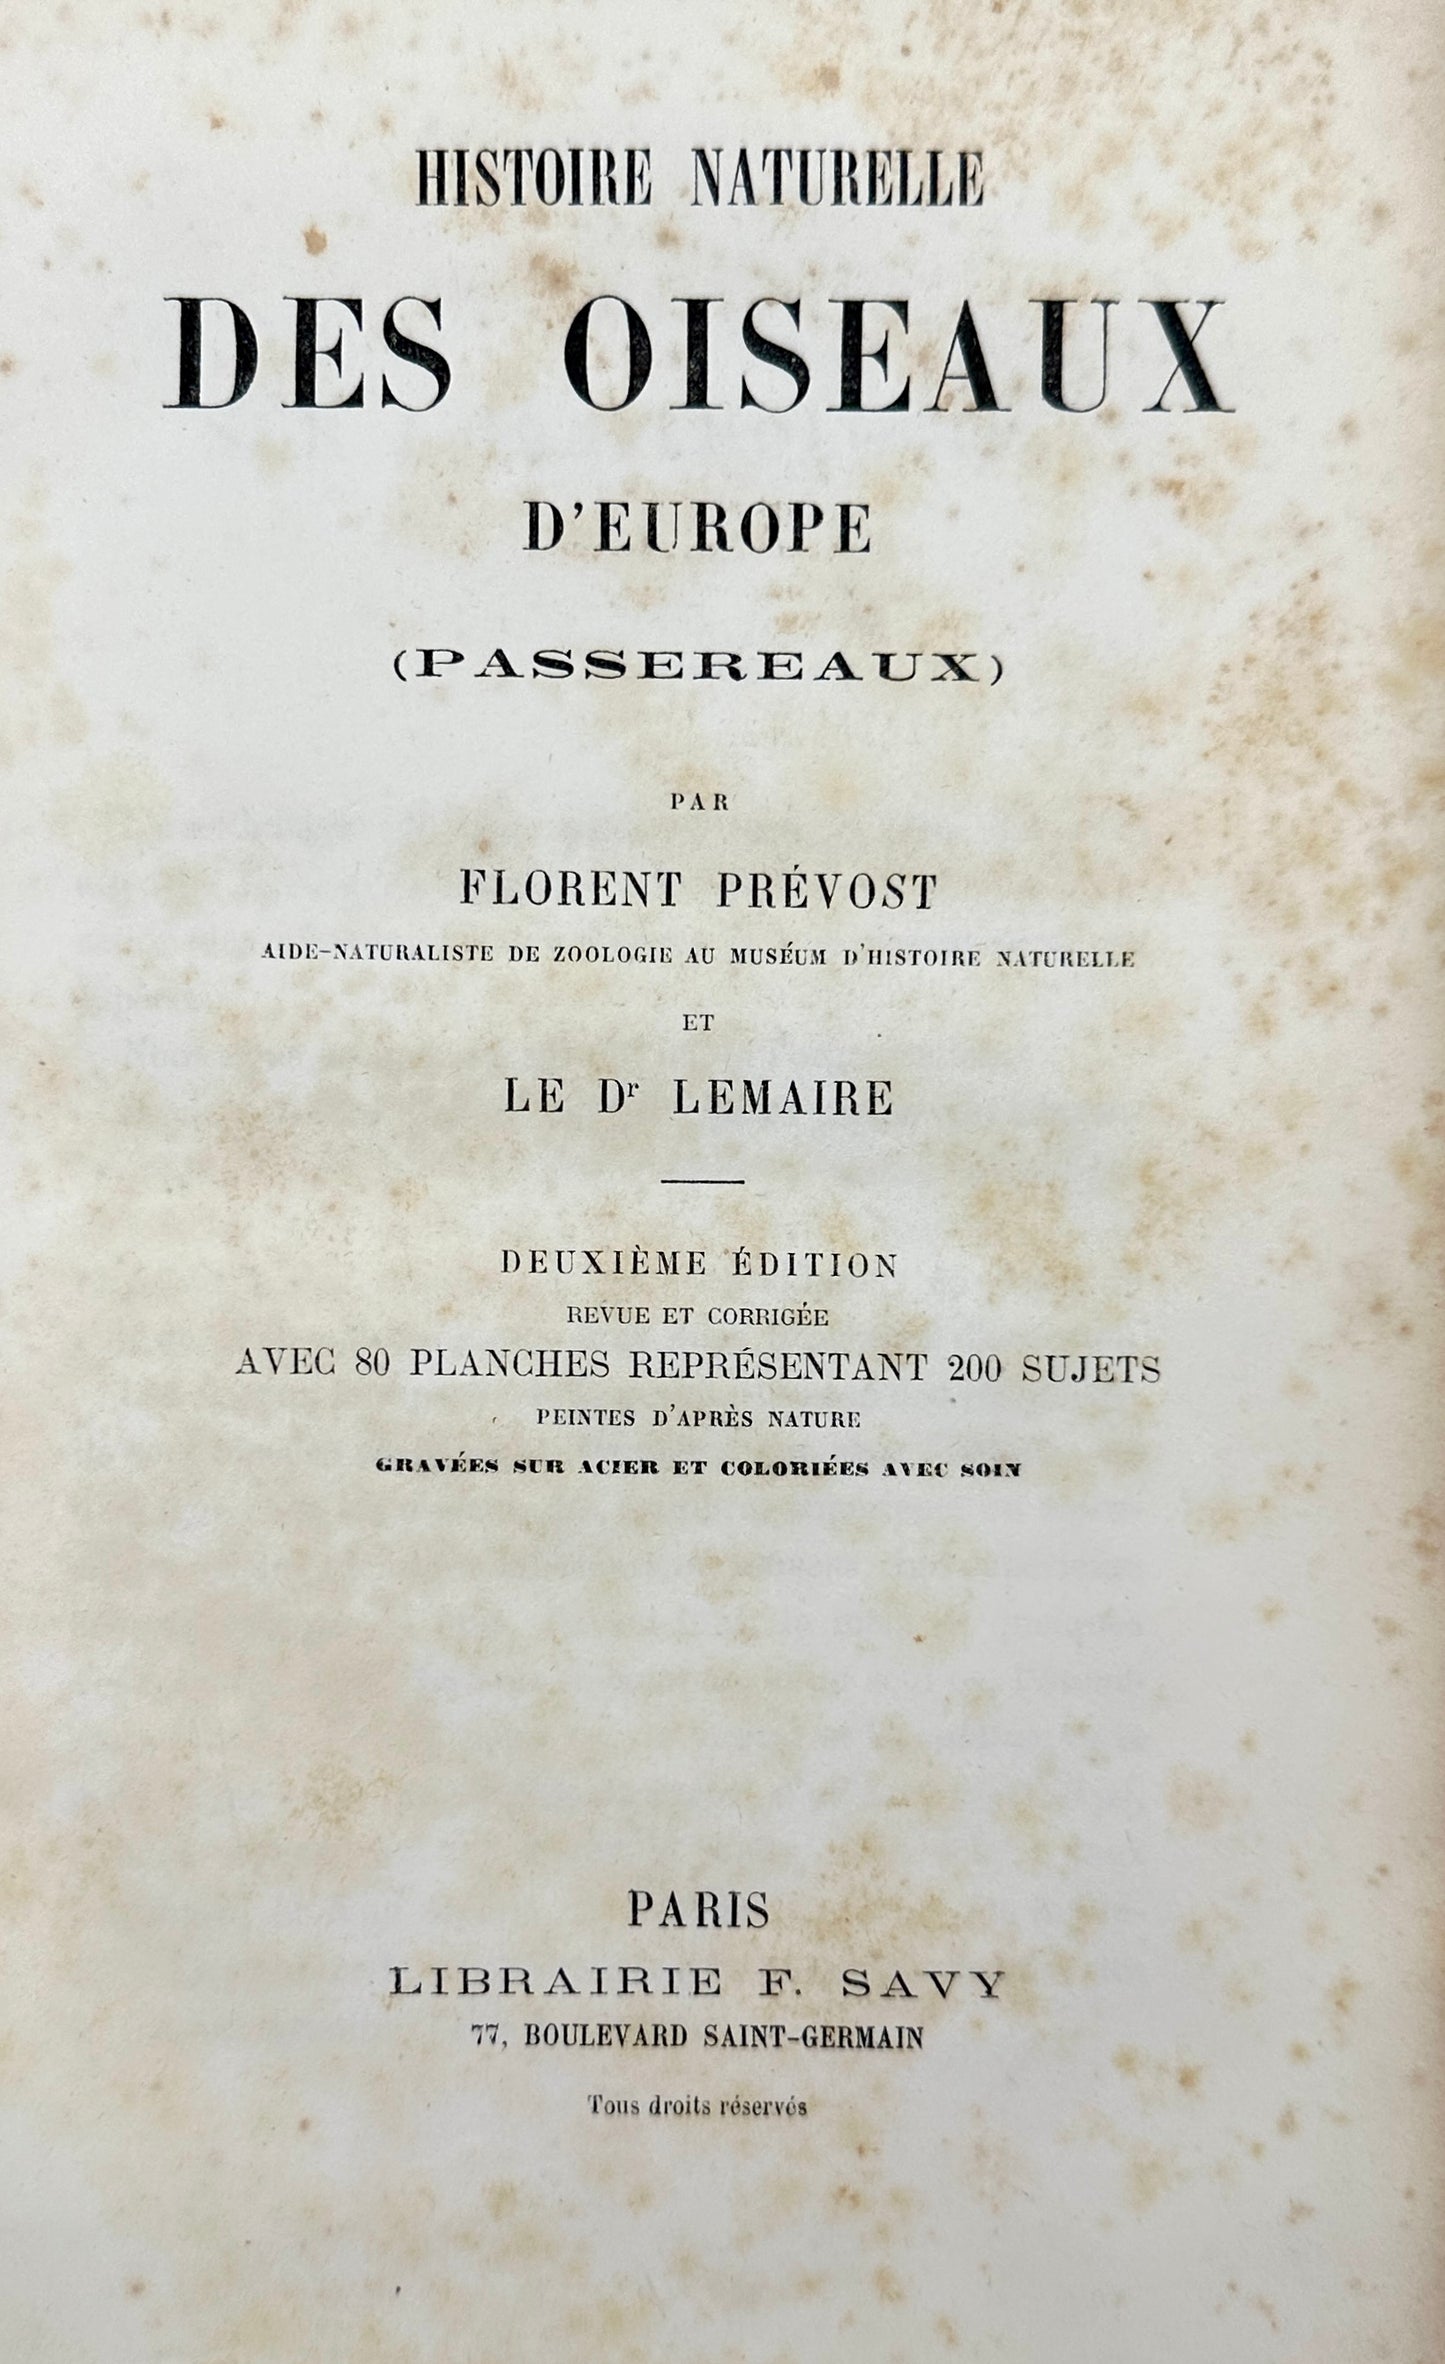 HISTOIRE NATURELLE
DES OISEAUX
D'EUROPE
(PASSEREAUX)
PAR
FLORENT PRÉVOST
AIDE-NATURALISTE DE ZOOLOGIE AU MUSÉUM D'HISTOIRE NATURELLE
ET
LE Dr LEMAIRE
DEUXIÈME ÉDITION
REVUE ET CORRIGÉE
AVEC 80 PLANCHES REPRÉSENTANT 200 SUJETS
PEINTES D'APRÈS NATURE
GRAVÉES SUR ACIER ET COLORIÉES AVEC SOIN
PARIS
LIBRAIRIE F. SAVY
77, BOULEVARD SAINT-GERMAIN
Tous droits réservés